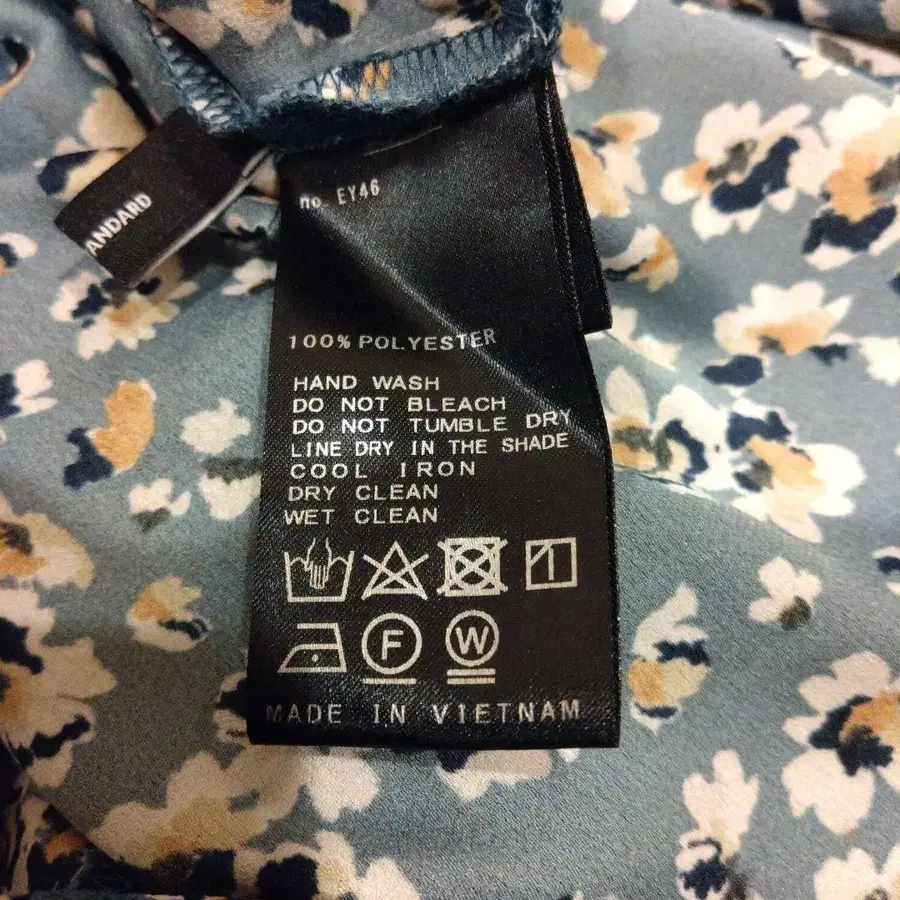 ANDARD
no. EY46
100% POLYESTER
HAND WASH
DO NOT BLEACH
DO NOT TUMBLE DRY
LINE DRY IN THE SHADE
COOL IRON
DRY CLEAN
WET CLEAN
F W
MADE IN VIETNAM